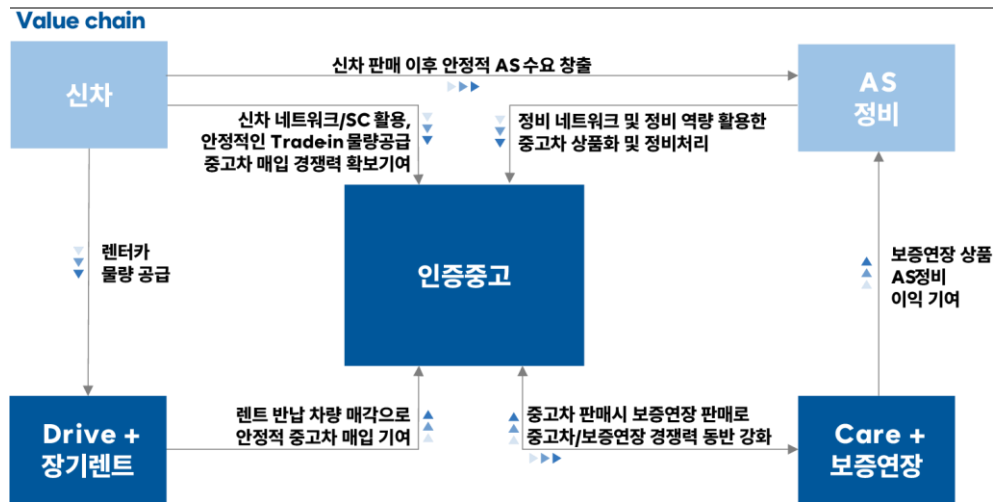 Value chain
신차
신차 판매 이후 안정적 AS 수요 창출
AS
정비
신차 네트워크/SC 활용,
안정적인 Tradein 물량공급
중고차 매입 경쟁력 확보기여
정비 네트워크 및 정비 역량 활용한
중고차 상품화 및 정비처리
렌터카
물량 공급
인증중고
보증연장 상품
AS정비
이익 기여
Drive +
장기렌트
렌트 반납 차량 매각으로
안정적 중고차 매입 기여
중고차 판매시 보증연장 판매로
중고차/보증연장 경쟁력 동반 강화
Care +
보증연장